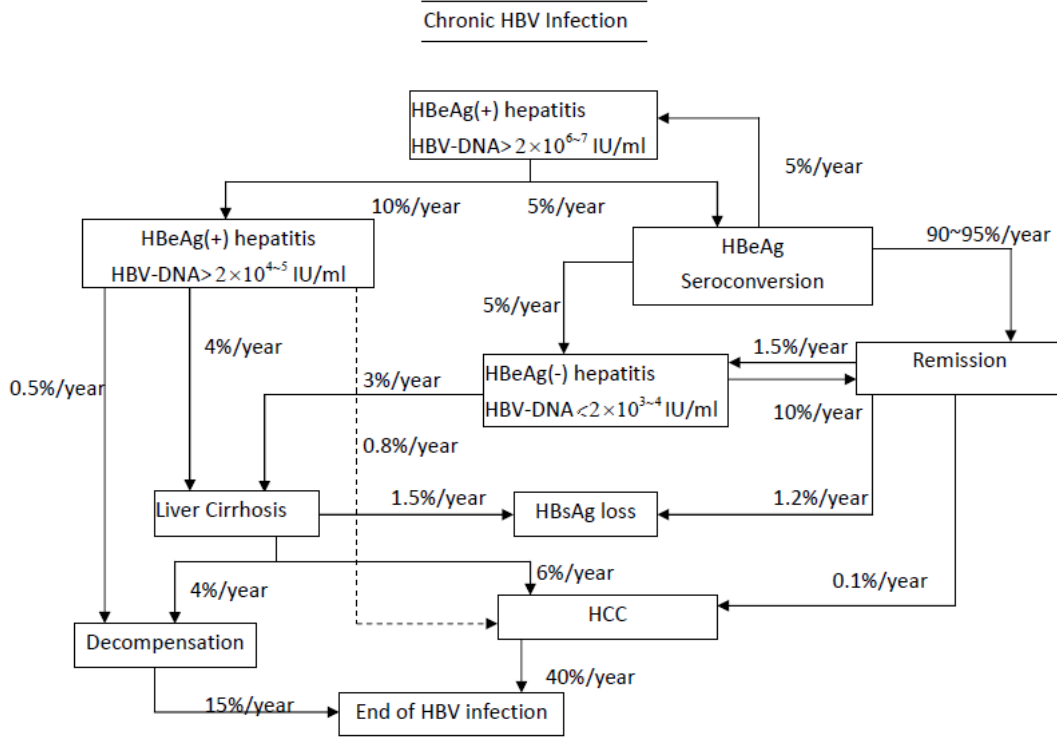 Chronic HBV Infection
HBeAg(+) hepatitis
HBV-DNA> 2×10^6~7 IU/ml
5%/year
10%/year
5%/year
HBeAg(+) hepatitis
HBV-DNA> 2×10^4~5 IU/ml
HBeAg
Seroconversion
90~95%/year
5%/year
4%/year
1.5%/year
Remission
0.5%/year
3%/year
HBeAg(-) hepatitis
HBV-DNA <2×10^3~4 IU/ml
10%/year
0.8%/year
Liver Cirrhosis
1.5%/year
HBsAg loss
1.2%/year
4%/year
6%/year
0.1%/year
HCC
Decompensation
40%/year
15%/year
End of HBV infection